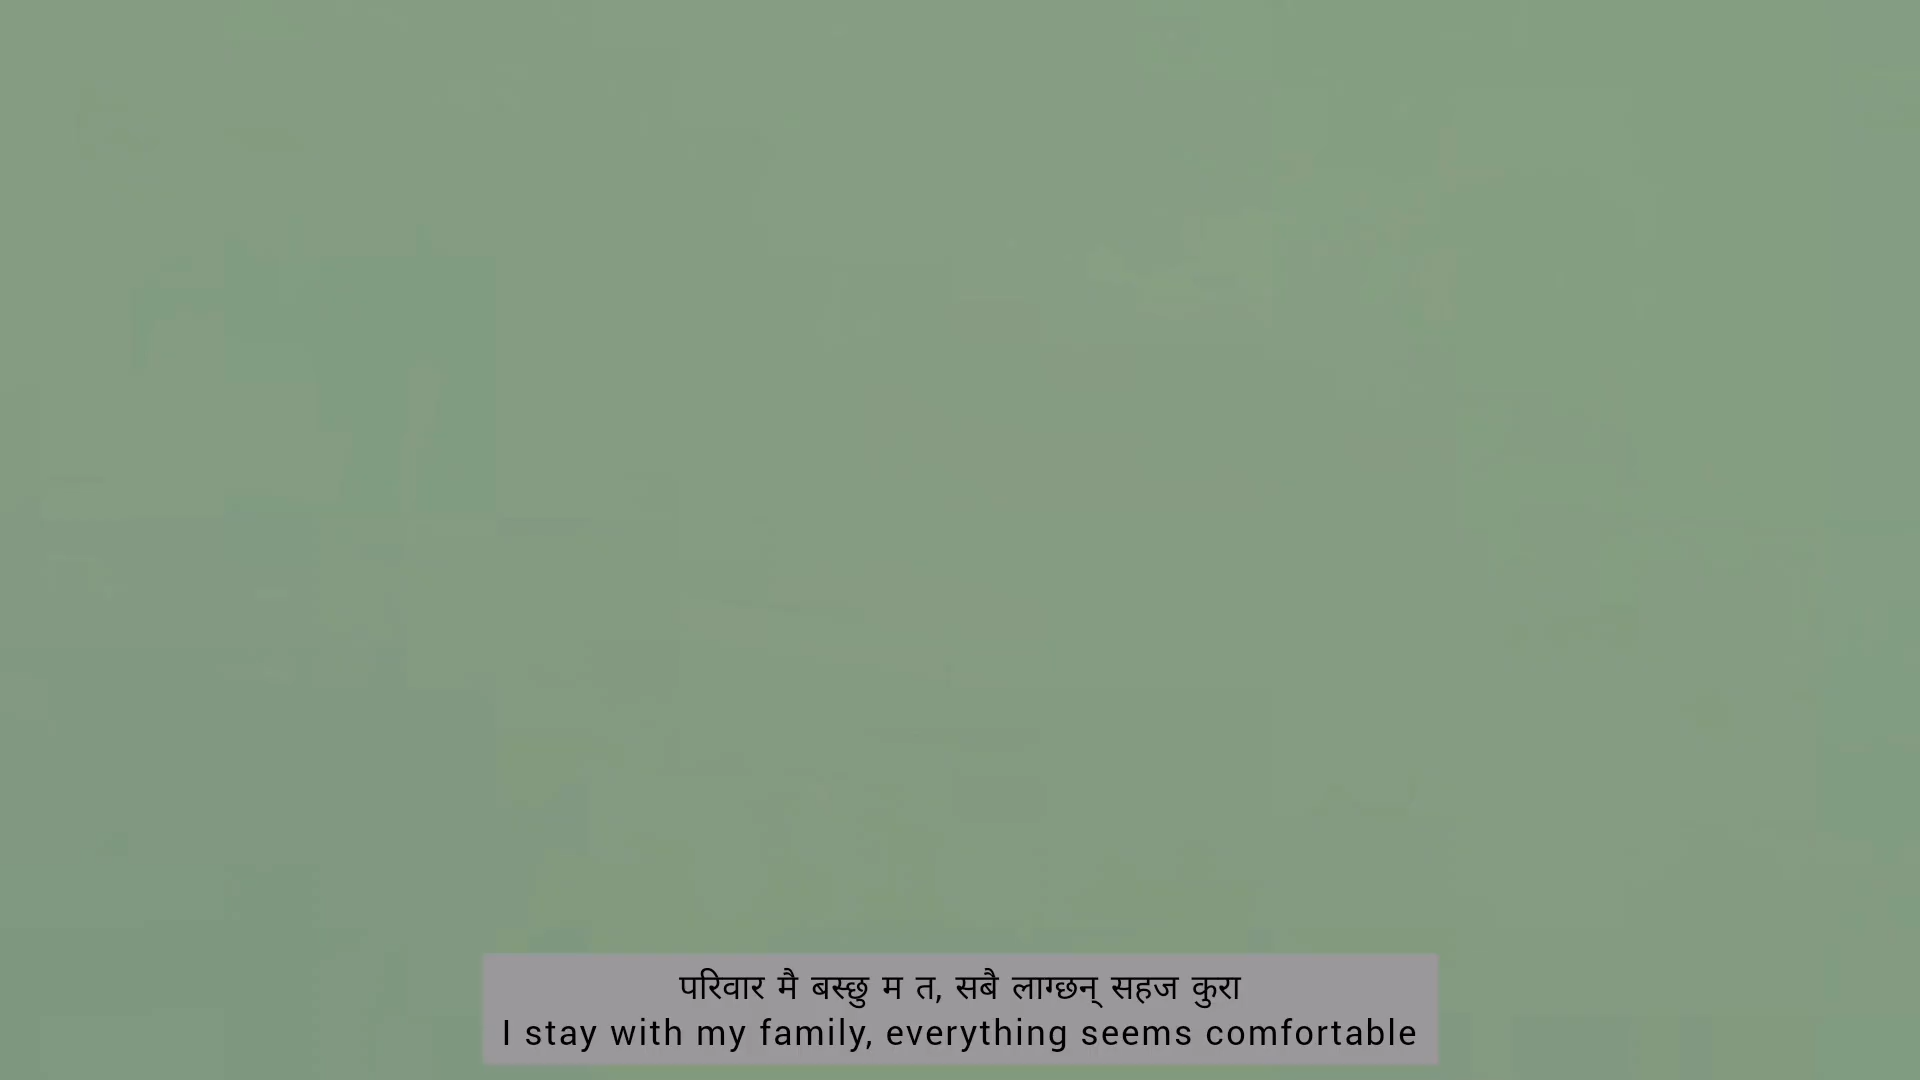 परिवार मै बस्छु म त, सबै लाग्छन् सहज कुरा
I stay with my family, everything seems comfortable